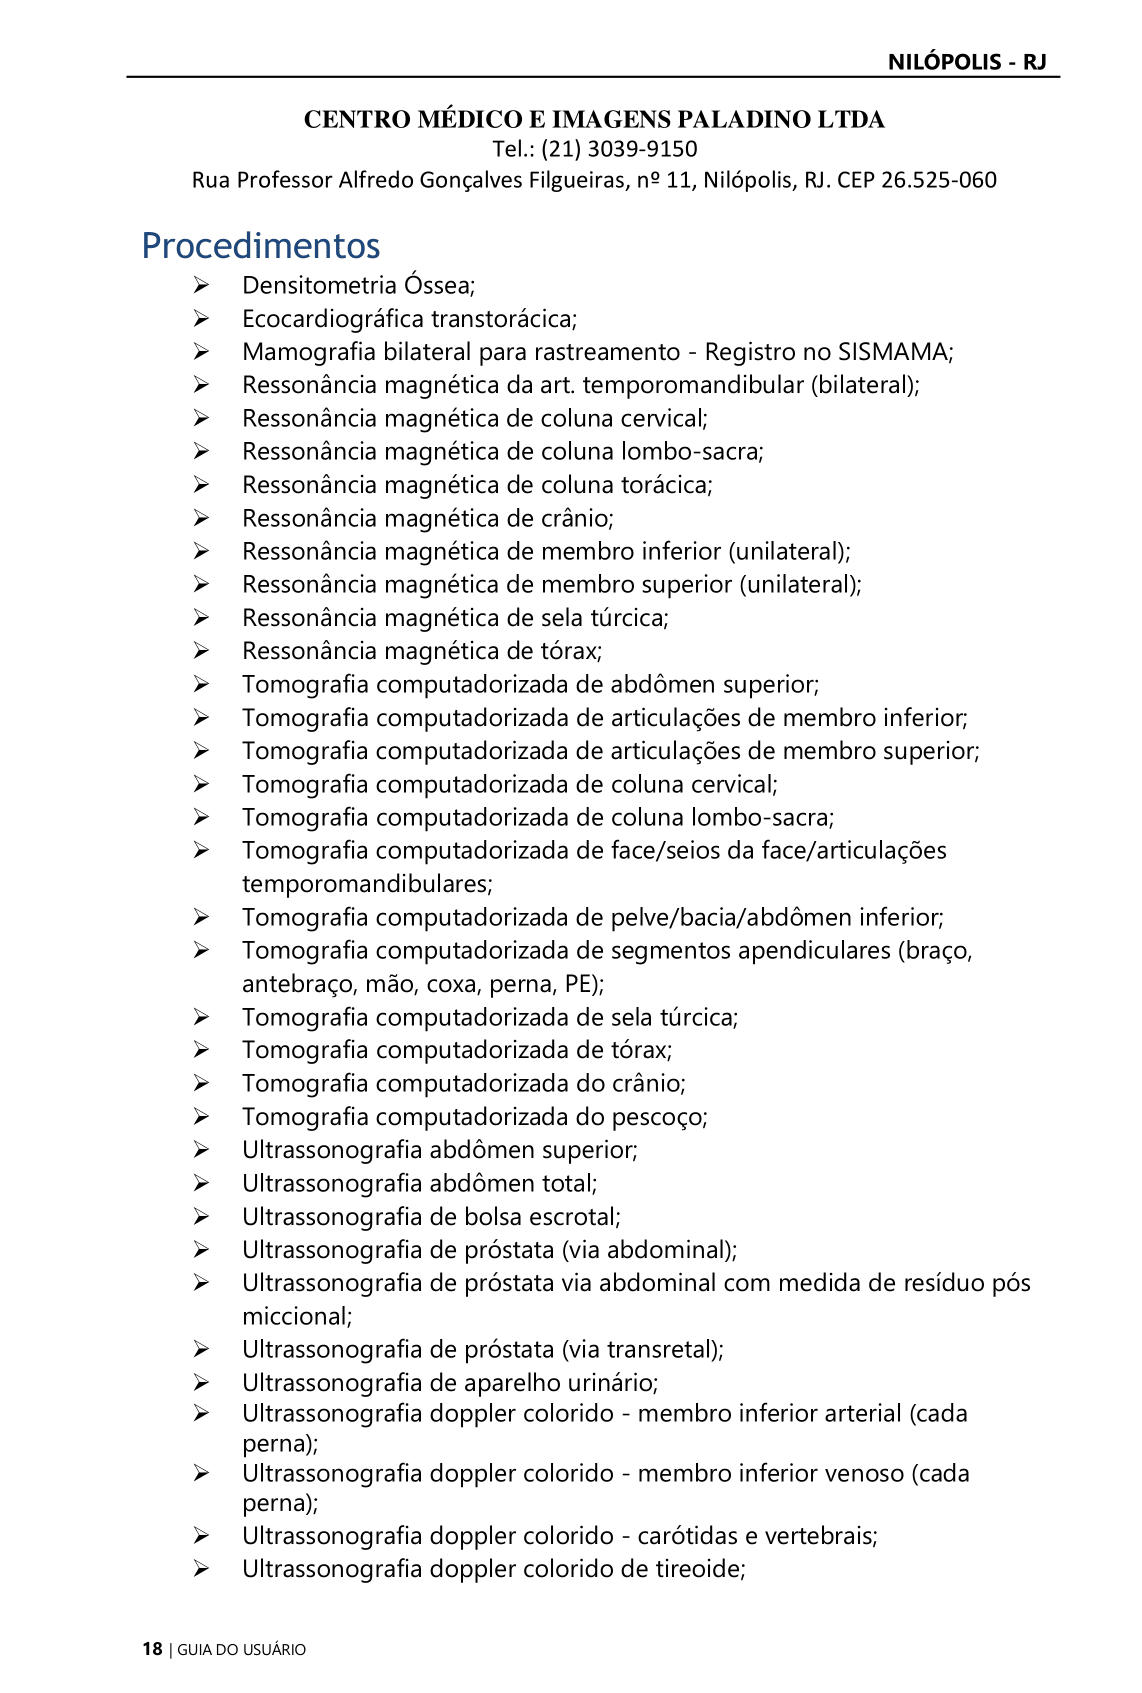 NILÓPOLIS - RJ
CENTRO MÉDICO E IMAGENS PALADINO LTDA
Tel.: (21) 3039-9150
Rua Professor Alfredo Gonçalves Filgueiras, nº 11, Nilópolis, RJ. CEP 26.525-060
Procedimentos
➢ Densitometria Óssea;
➢ Ecocardiográfica transtorácica;
➢ Mamografia bilateral para rastreamento - Registro no SISMAMA;
➢ Ressonância magnética da art. temporomandibular (bilateral);
➢ Ressonância magnética de coluna cervical;
➢ Ressonância magnética de coluna lombo-sacra;
➢ Ressonância magnética de coluna torácica;
➢ Ressonância magnética de crânio;
➢ Ressonância magnética de membro inferior (unilateral);
➢ Ressonância magnética de membro superior (unilateral);
➢ Ressonância magnética de sela túrcica;
➢ Ressonância magnética de tórax;
➢ Tomografia computadorizada de abdômen superior;
➢ Tomografia computadorizada de articulações de membro inferior;
➢ Tomografia computadorizada de articulações de membro superior;
➢ Tomografia computadorizada de coluna cervical;
➢ Tomografia computadorizada de coluna lombo-sacra;
➢ Tomografia computadorizada de face/seios da face/articulações
temporomandibulares;
➢ Tomografia computadorizada de pelve/bacia/abdômen inferior;
➢ Tomografia computadorizada de segmentos apendiculares (braço,
antebraço, mão, coxa, perna, PE);
➢ Tomografia computadorizada de sela túrcica;
➢ Tomografia computadorizada de tórax;
➢ Tomografia computadorizada do crânio;
➢ Tomografia computadorizada do pescoço;
➢ Ultrassonografia abdômen superior;
➢ Ultrassonografia abdômen total;
➢ Ultrassonografia de bolsa escrotal;
➢ Ultrassonografia de próstata (via abdominal);
➢ Ultrassonografia de próstata via abdominal com medida de resíduo pós
miccional;
➢ Ultrassonografia de próstata (via transretal);
➢ Ultrassonografia de aparelho urinário;
➢ Ultrassonografia doppler colorido - membro inferior arterial (cada
perna);
➢ Ultrassonografia doppler colorido - membro inferior venoso (cada
perna);
➢ Ultrassonografia doppler colorido - carótidas e vertebrais;
➢ Ultrassonografia doppler colorido de tireoide;
18 | GUIA DO USUÁRIO